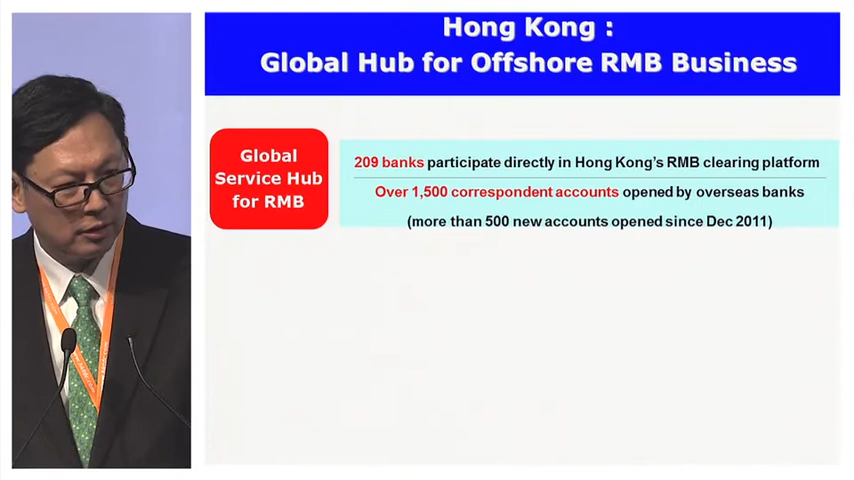 Hong Kong :
Global Hub for Offshore RMB Business
Global
Service Hub
for RMB
209 banks participate directly in Hong Kong's RMB clearing platform
Over 1,500 correspondent accounts opened by overseas banks
(more than 500 new accounts opened since Dec 2011)